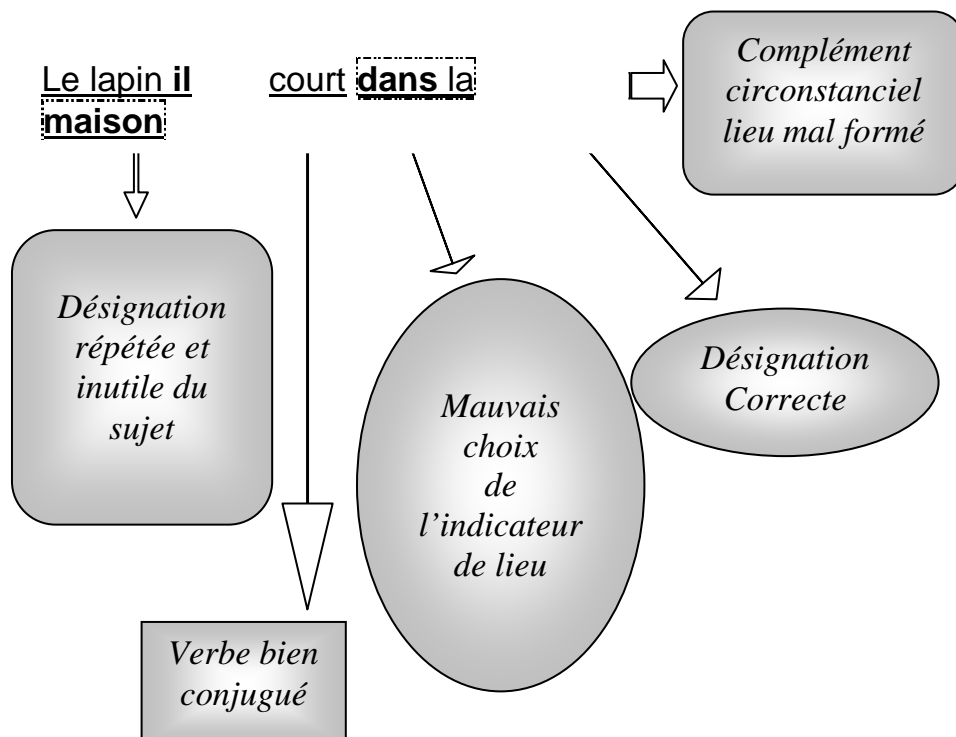 Le lapin il court dans la
maison
Complément
circonstanciel
lieu mal formé
Désignation
répétée et
inutile du
sujet
Mauvais
choix
de
l'indicateur
de lieu
Désignation
Correcte
Verbe bien
conjugué